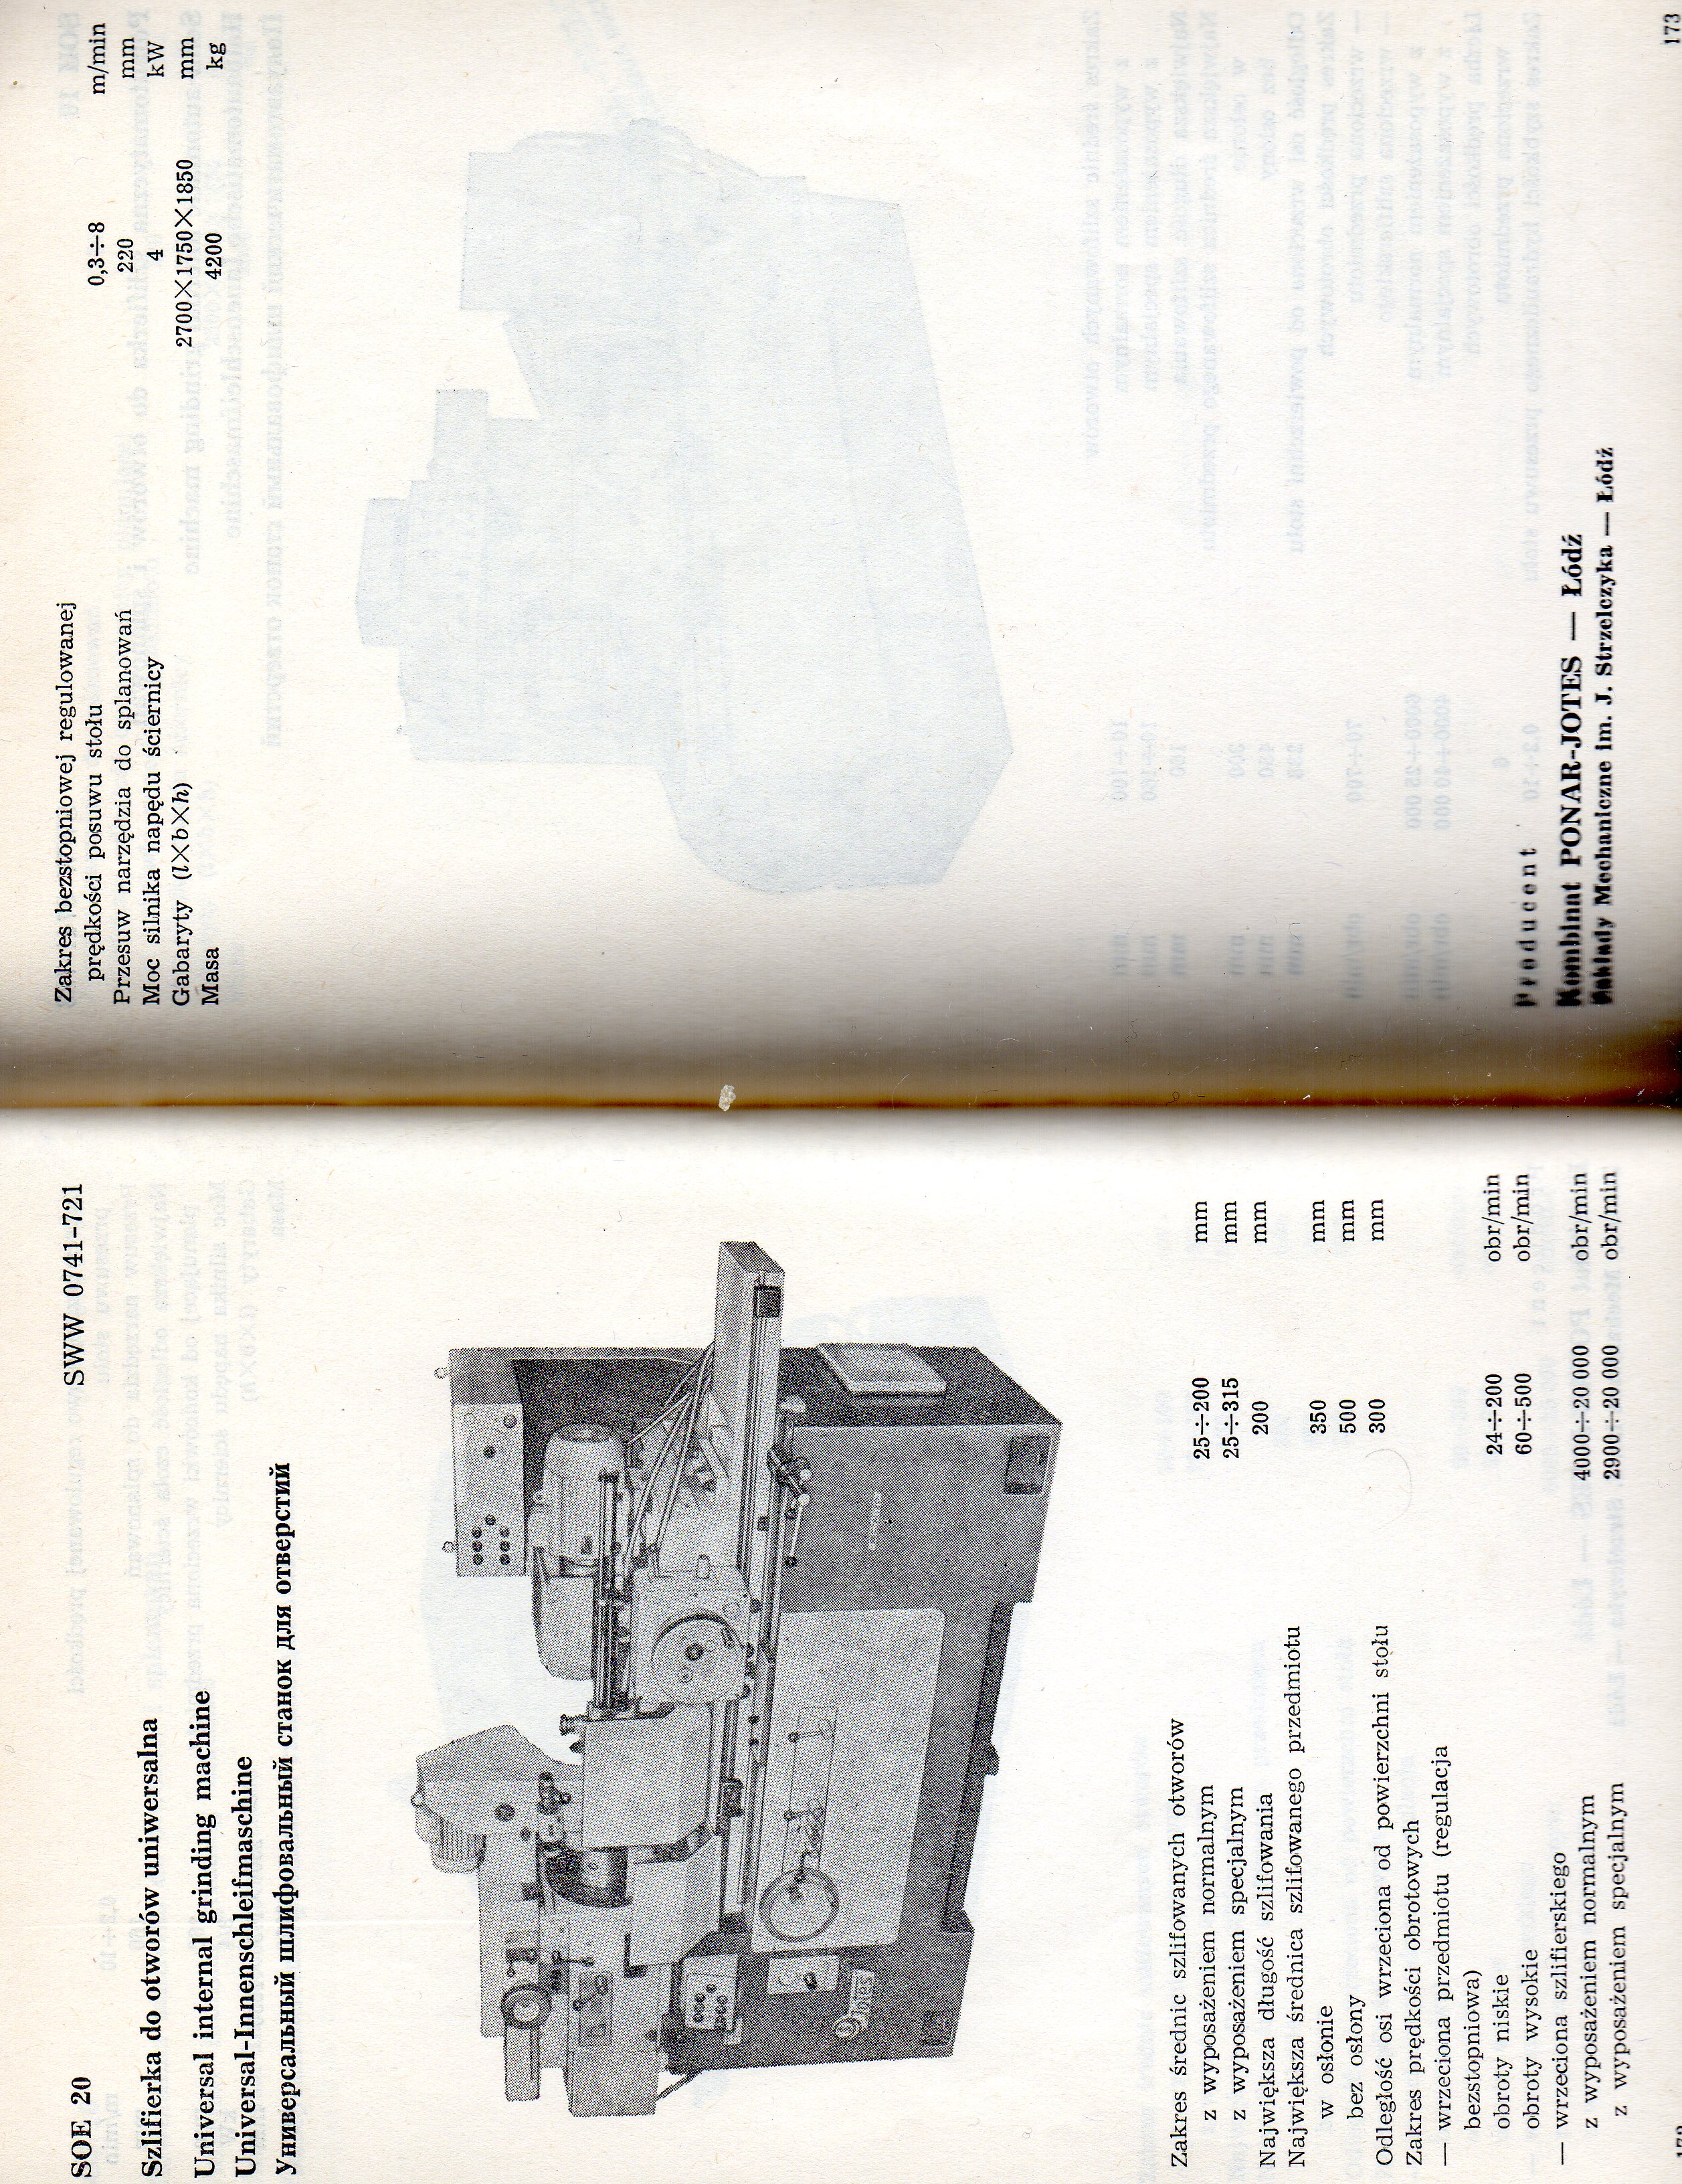 SOE 20
SWW 0741-721
Szlifierka do otworów uniwersalna
Universal internal grinding machine
Universal-Innenschleifmaschine
Универсальный шлифовальный станок для отверстий
Jotes
Zakres średnic szlifowanych otworów
z wyposażeniem normalnym 25÷200 mm
z wyposażeniem specjalnym 25÷315 mm
Największa długość szlifowania 200 mm
Największa średnica szlifowanego przedmiotu
w osłonie 350 mm
bez osłony 500 mm
Odległość osi wrzeciona od powierzchni stołu 300 mm
Zakres prędkości obrotowych
— wrzeciona przedmiotu (regulacja
bezstopniowa)
obroty niskie 24÷200 obr/min
obroty wysokie 60÷500 obr/min
— wrzeciona szlifierskiego
z wyposażeniem normalnym 4000÷20 000 obr/min
z wyposażeniem specjalnym 2900÷20 000 obr/min
Zakres bezstopniowej regulowanej
prędkości posuwu stołu 0,3÷8 m/min
Przesuw narzędzia do splanowań 220 mm
Moc silnika napędu ściernicy 4 kW
Gabaryty (l×b×h) 2700×1750×1850 mm
Masa 4200 kg
Producent
Kombinat PONAR-JOTES — Łódź
Zakłady Mechaniczne im. J. Strzelczyka — Łódź
173